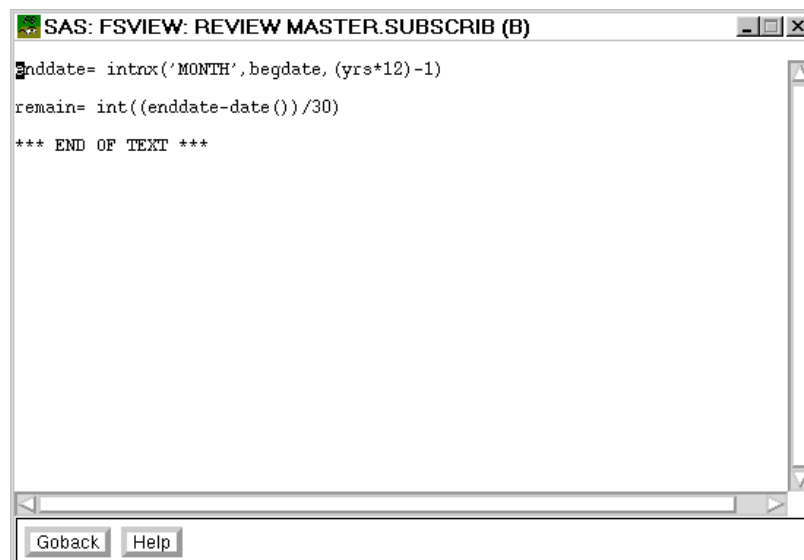 SAS: FSVIEW: REVIEW MASTER.SUBSCRIB (B)
enddate= intnx('MONTH',begdate,(yrs*12)-1)
remain= int((enddate-date())/30)
*** END OF TEXT ***
Goback Help